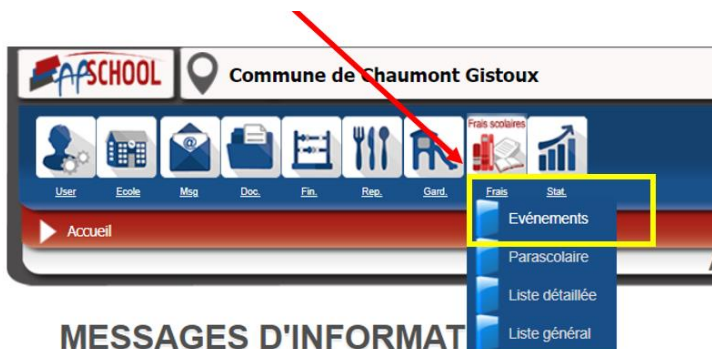 APSCHOOL Commune de Chaumont Gistoux
Frais scolaires
User Ecole Msg Doc. Fin. Rep. Gard. Frais Stat.
Accueil
Evénements
Parascolaire
Liste détaillée
MESSAGES D'INFORMAT
Liste général